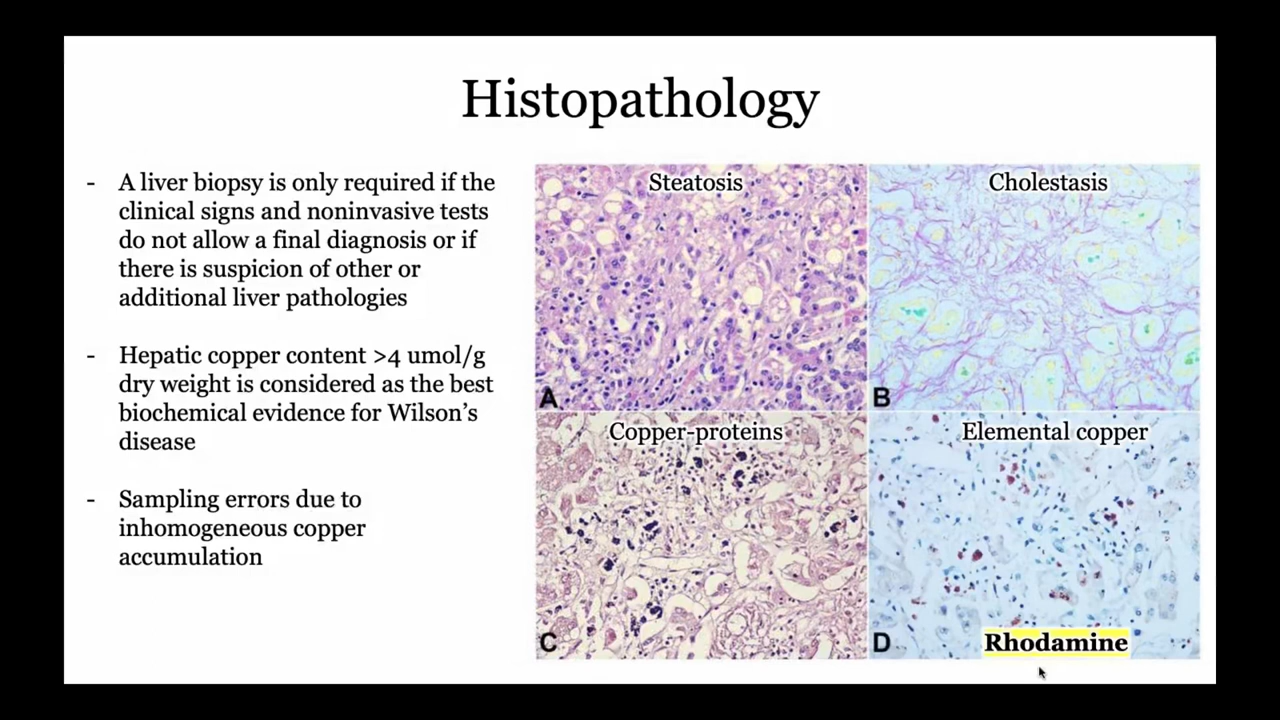 Histopathology
- A liver biopsy is only required if the
clinical signs and noninvasive tests
do not allow a final diagnosis or if
there is suspicion of other or
additional liver pathologies
- Hepatic copper content >4 umol/g
dry weight is considered as the best
biochemical evidence for Wilson's
disease
- Sampling errors due to
inhomogeneous copper
accumulation
Steatosis
A
Cholestasis
B
Copper-proteins
C
Elemental copper
D
Rhodamine